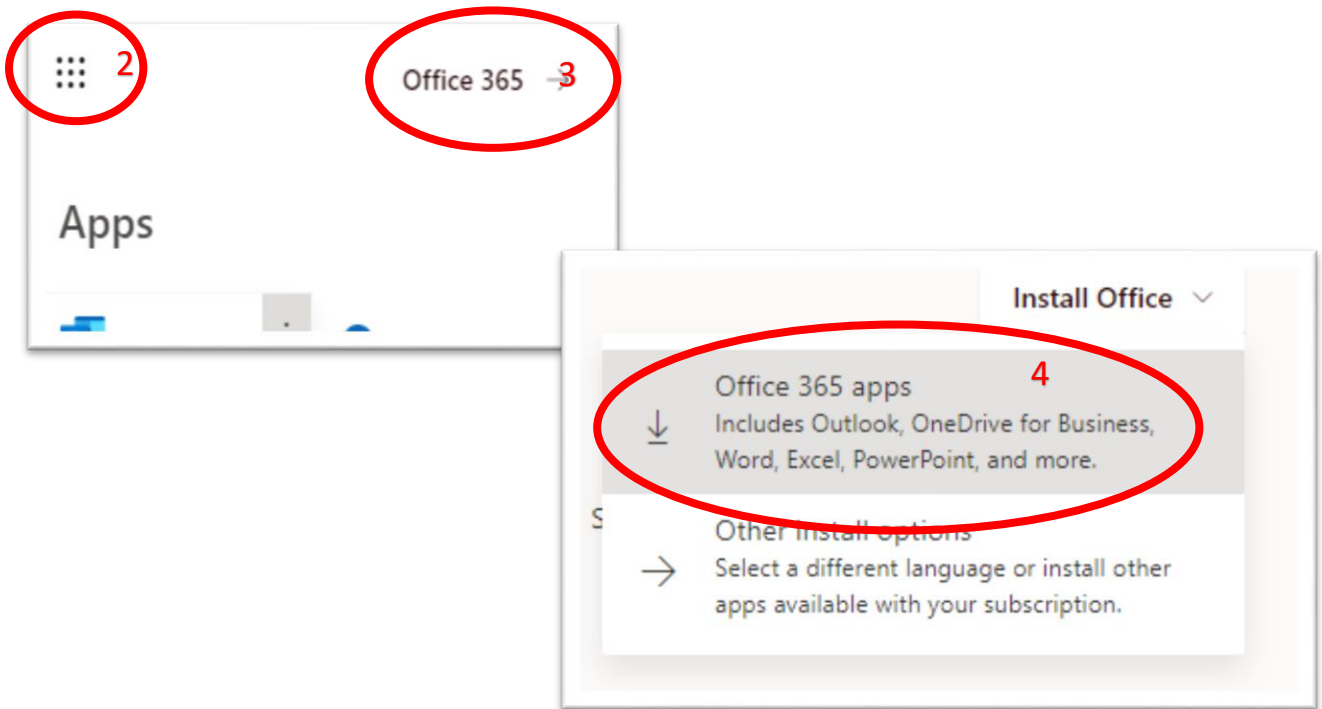 2
Office 365 → 3
Apps
Install Office
4
Office 365 apps
Includes Outlook, OneDrive for Business,
Word, Excel, PowerPoint, and more.
S
Other install options
Select a different language or install other
apps available with your subscription.